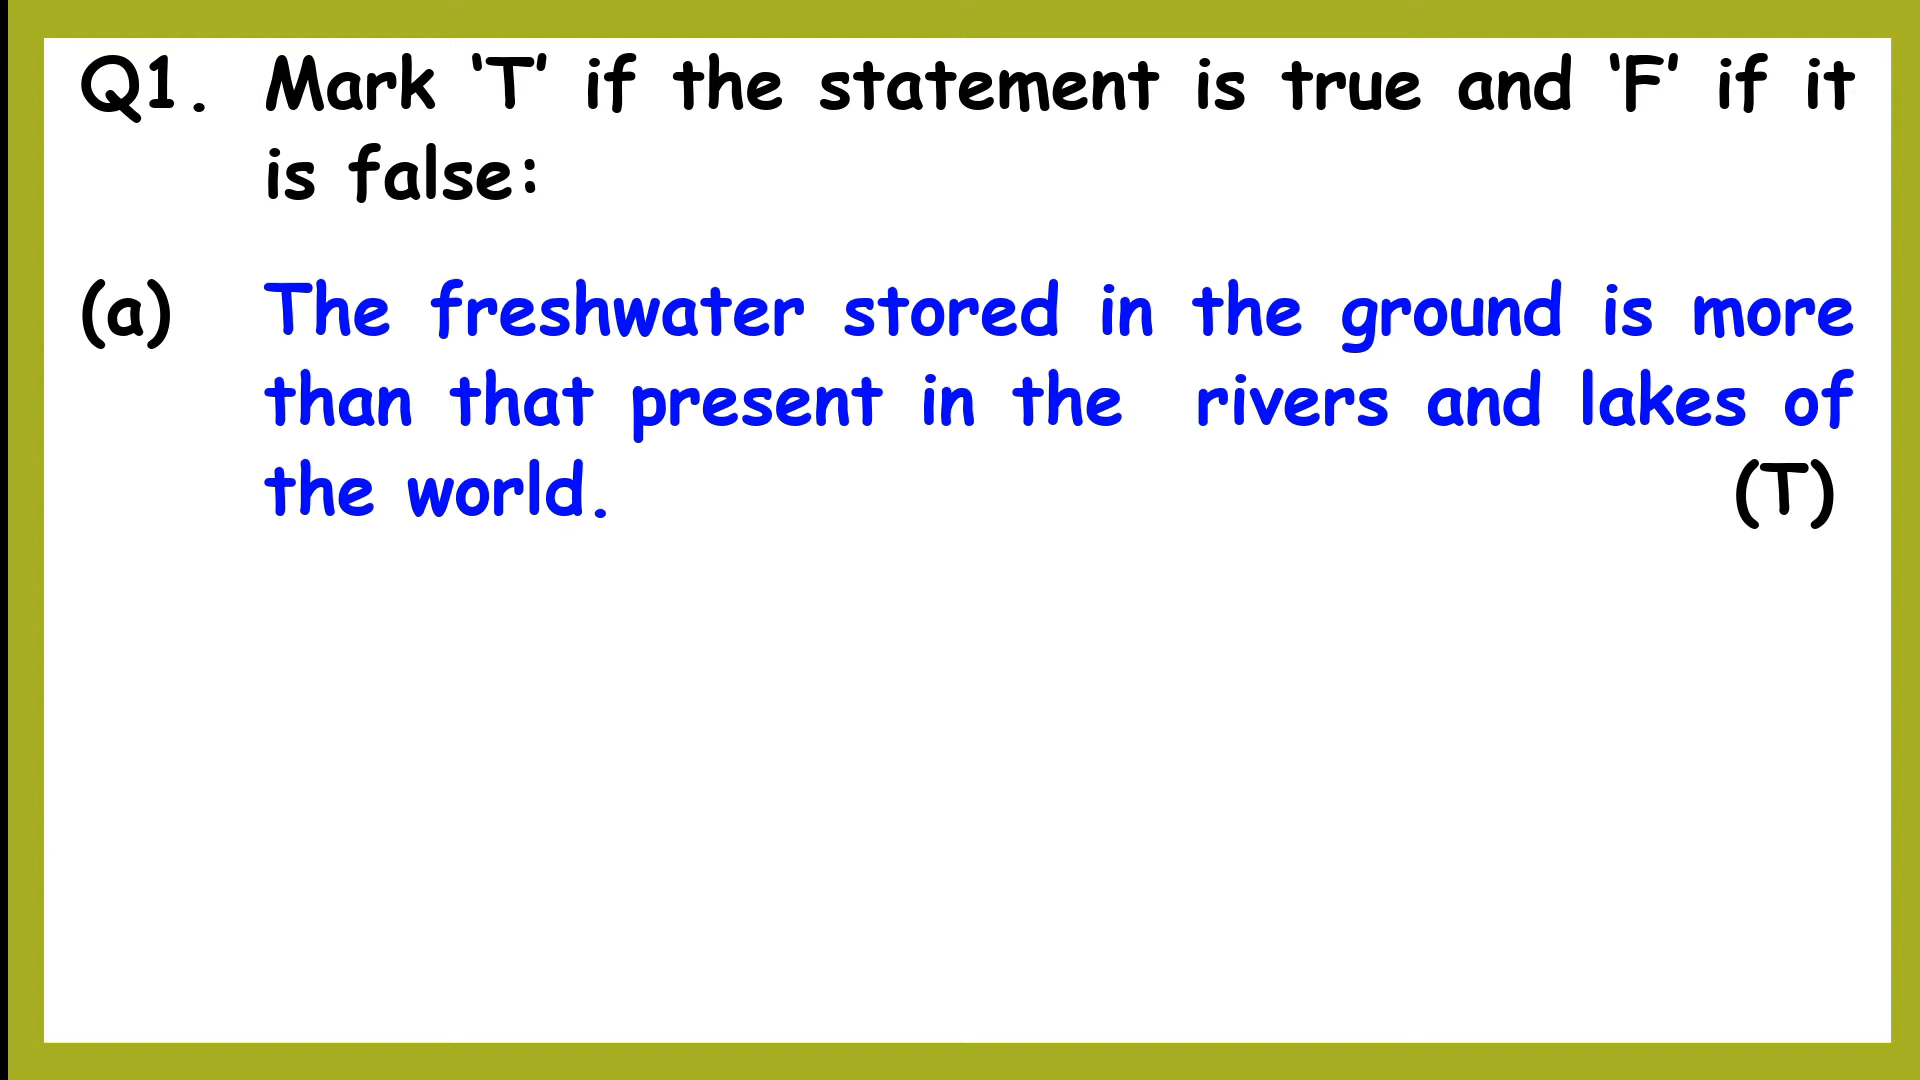 Q1. Mark ‘T’ if the statement is true and ‘F’ if it
is false:
(a) The freshwater stored in the ground is more
than that present in the rivers and lakes of
the world. (T)